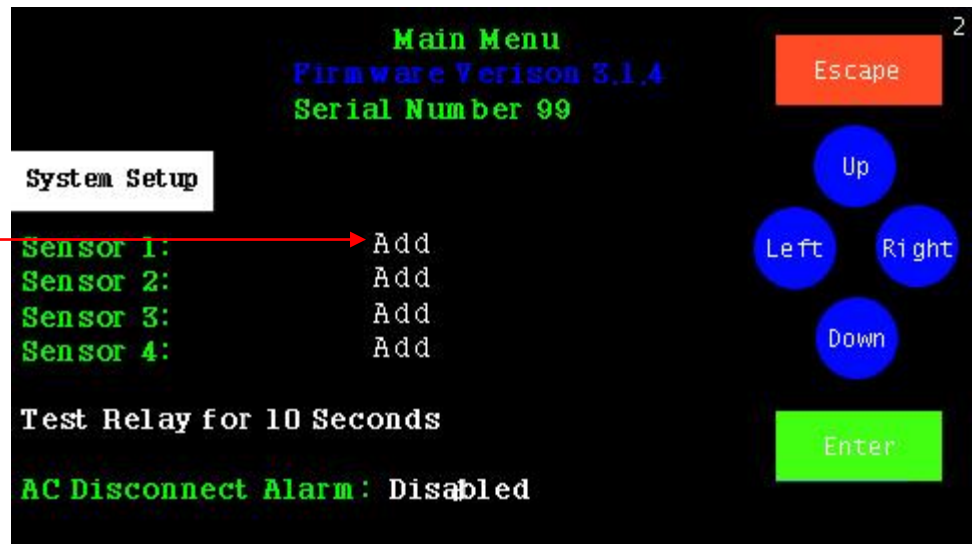 2
Main Menu
Firmware Verison 3.1.4
Serial Number 99
Escape
System Setup
Up
Sensor 1: Add
Left Right
Sensor 2: Add
Sensor 3: Add
Down
Sensor 4: Add
Test Relay for 10 Seconds
Enter
AC Disconnect Alarm: Disabled